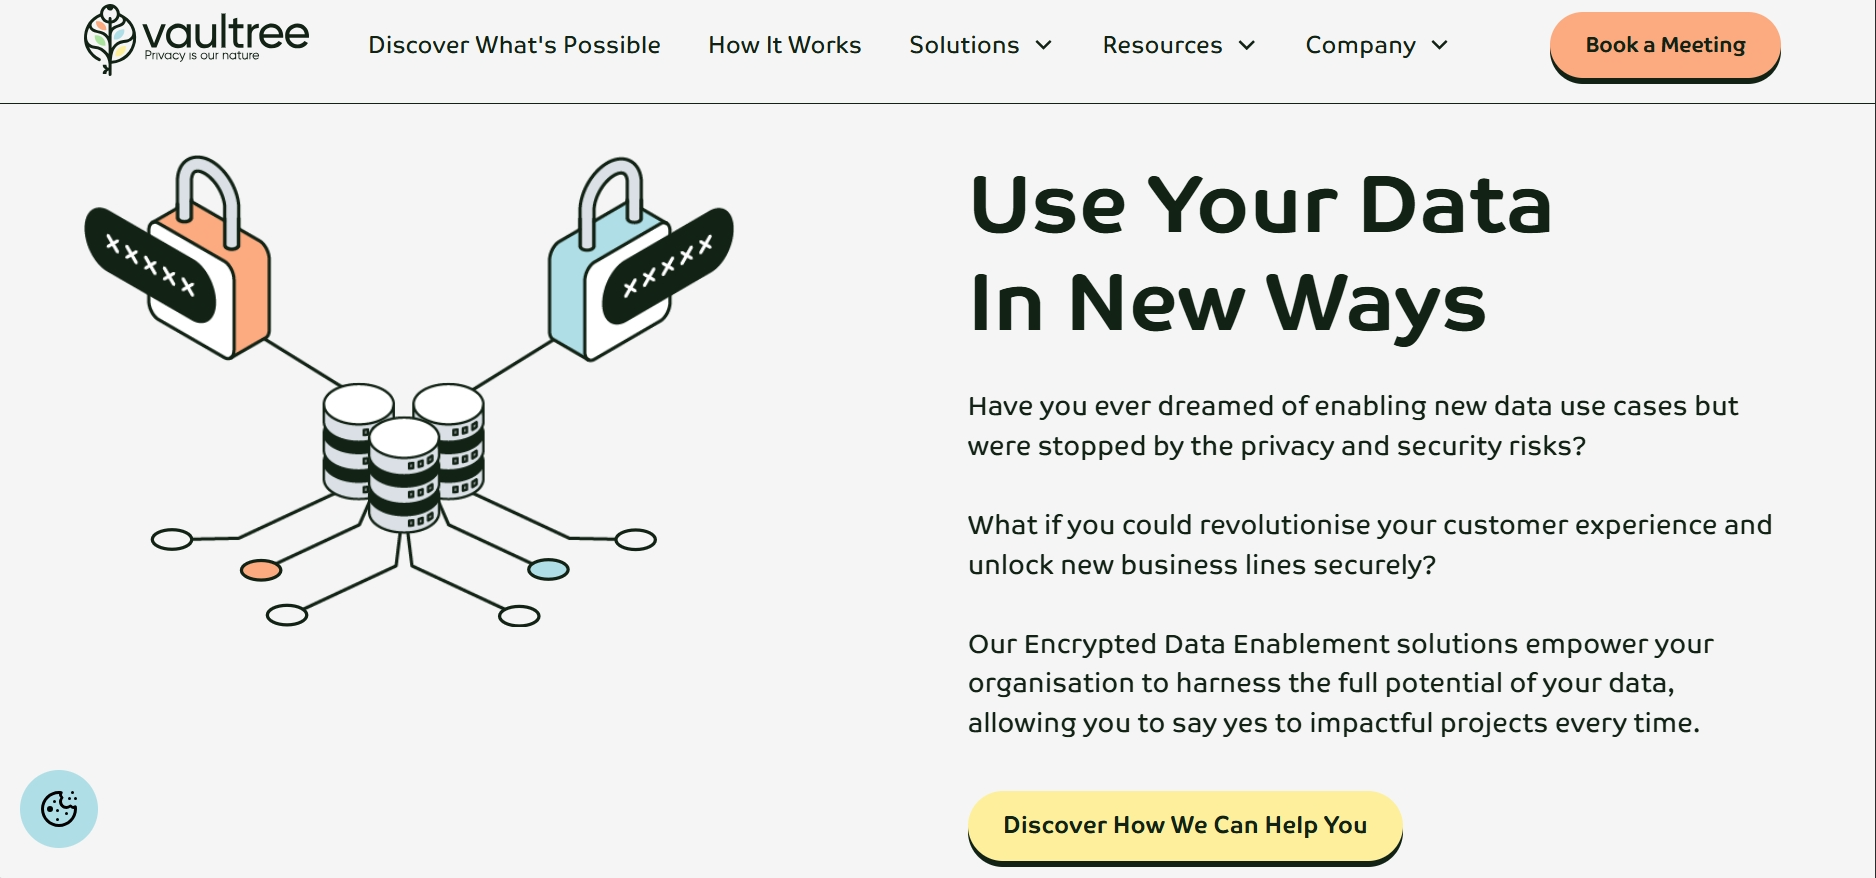 vaultree
Privacy is our nature
Discover What's Possible
How It Works
Solutions
Resources
Company
Book a Meeting
Use Your Data
In New Ways
Have you ever dreamed of enabling new data use cases but
were stopped by the privacy and security risks?
What if you could revolutionise your customer experience and
unlock new business lines securely?
Our Encrypted Data Enablement solutions empower your
organisation to harness the full potential of your data,
allowing you to say yes to impactful projects every time.
Discover How We Can Help You